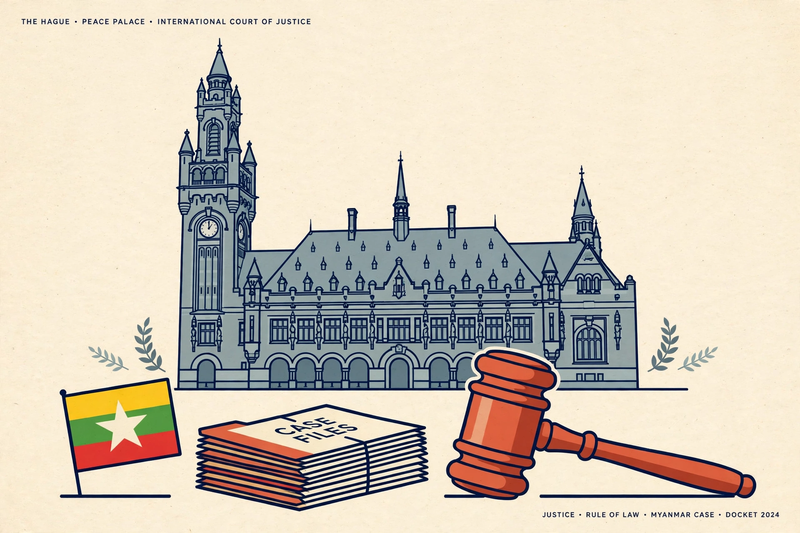 THE HAGUE • PEACE PALACE • INTERNATIONAL COURT OF JUSTICE
CASE
FILES
JUSTICE • RULE OF LAW • MYANMAR CASE • DOCKET 2024